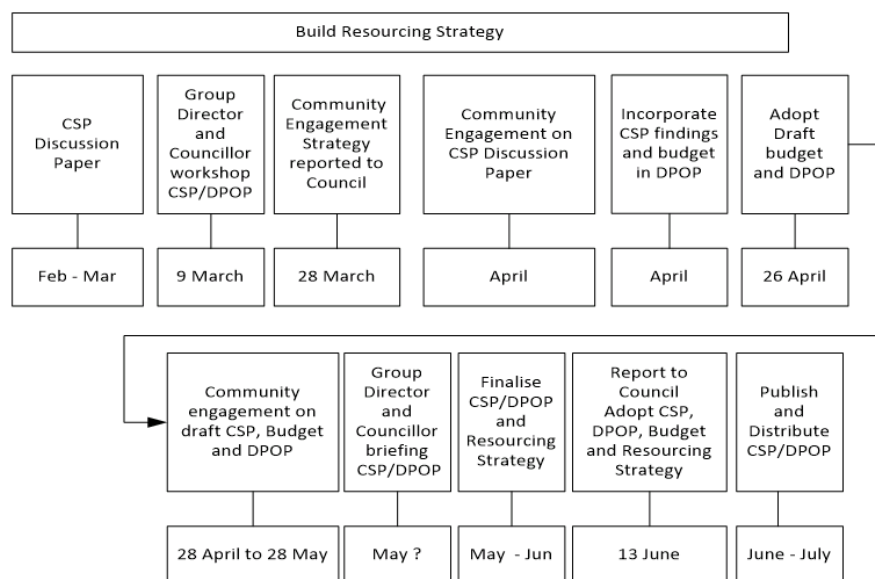 Build Resourcing Strategy
CSP
Discussion
Paper
Group
Director
and
Councillor
workshop
CSP/DPOP
Community
Engagement
Strategy
reported to
Council
Community
Engagement on
CSP Discussion
Paper
Incorporate
CSP findings
and budget
in DPOP
Adopt
Draft
budget
and DPOP
Feb - Mar
9 March
28 March
April
April
26 April
Community
engagement on
draft CSP, Budget
and DPOP
Group
Director
and
Councillor
briefing
CSP/DPOP
Finalise
CSP/DPOP
and
Resourcing
Strategy
Report to
Council
Adopt CSP,
DPOP, Budget
and Resourcing
Strategy
Publish
and
Distribute
CSP/DPOP
28 April to 28 May
May ?
May - Jun
13 June
June - July